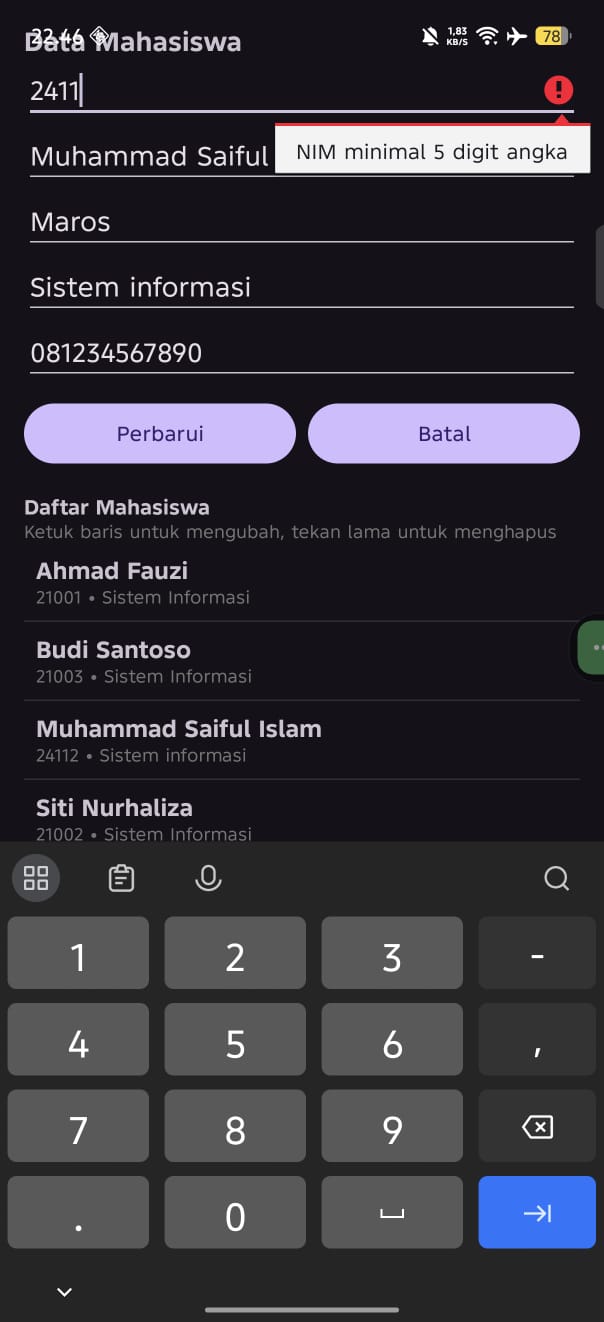 22.46
1,83
KB/S
78
Data Mahasiswa
2411
NIM minimal 5 digit angka
Muhammad Saiful
Maros
Sistem informasi
081234567890
Perbarui Batal
Daftar Mahasiswa
Ketuk baris untuk mengubah, tekan lama untuk menghapus
Ahmad Fauzi
21001 • Sistem Informasi
Budi Santoso
21003 • Sistem Informasi
Muhammad Saiful Islam
24112 • Sistem informasi
Siti Nurhaliza
21002 • Sistem Informasi
1 2 3 -
4 5 6 ,
7 8 9
. 0